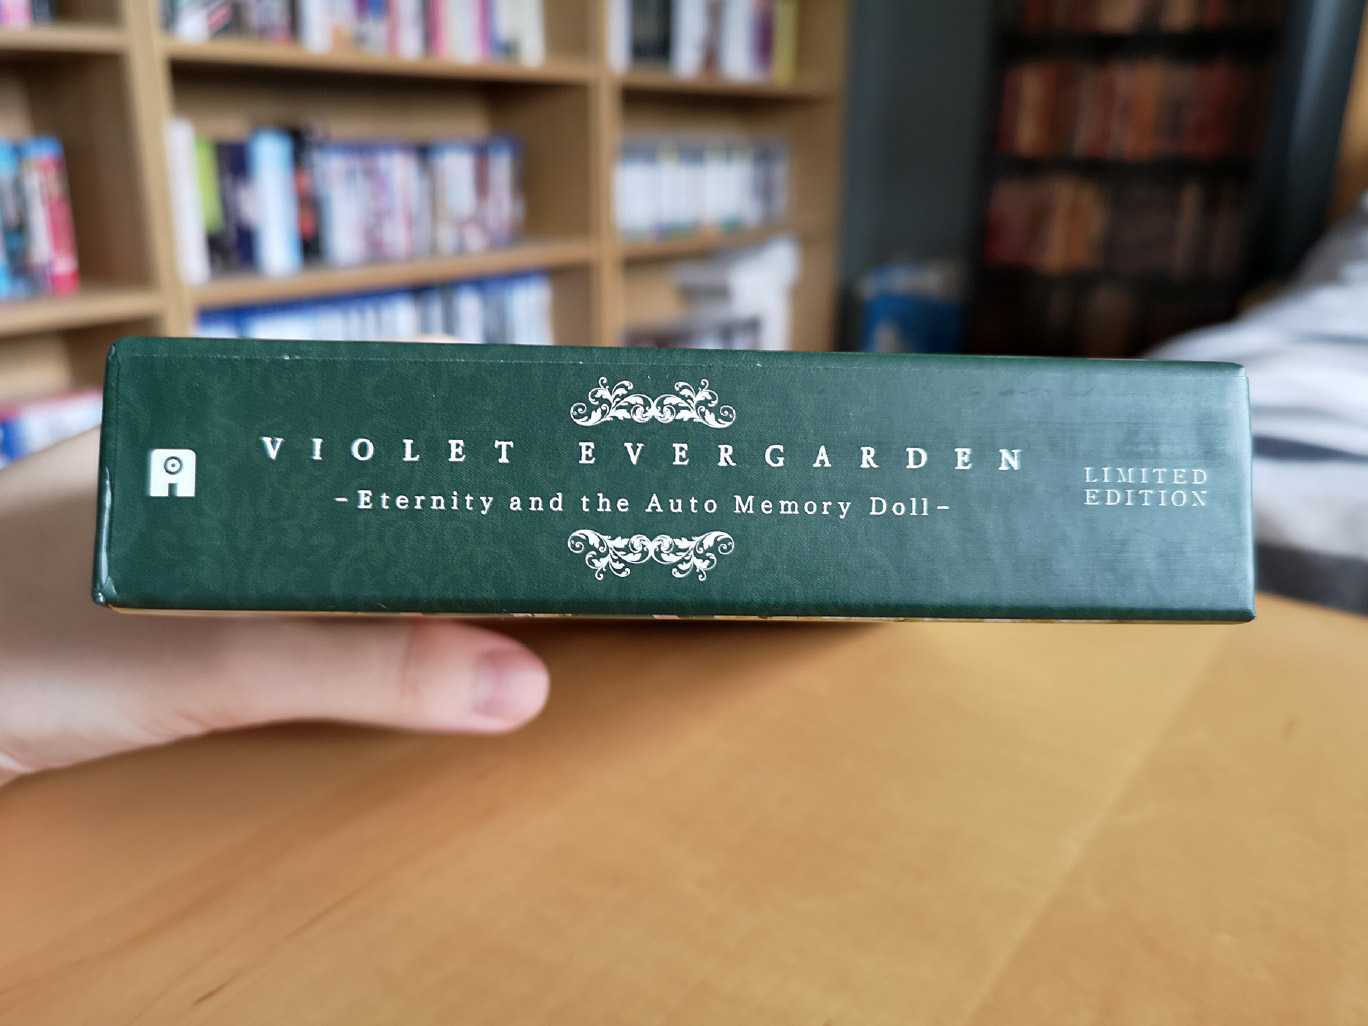 VIOLET EVERGARDEN
-Eternity and the Auto Memory Doll-
LIMITED
EDITION